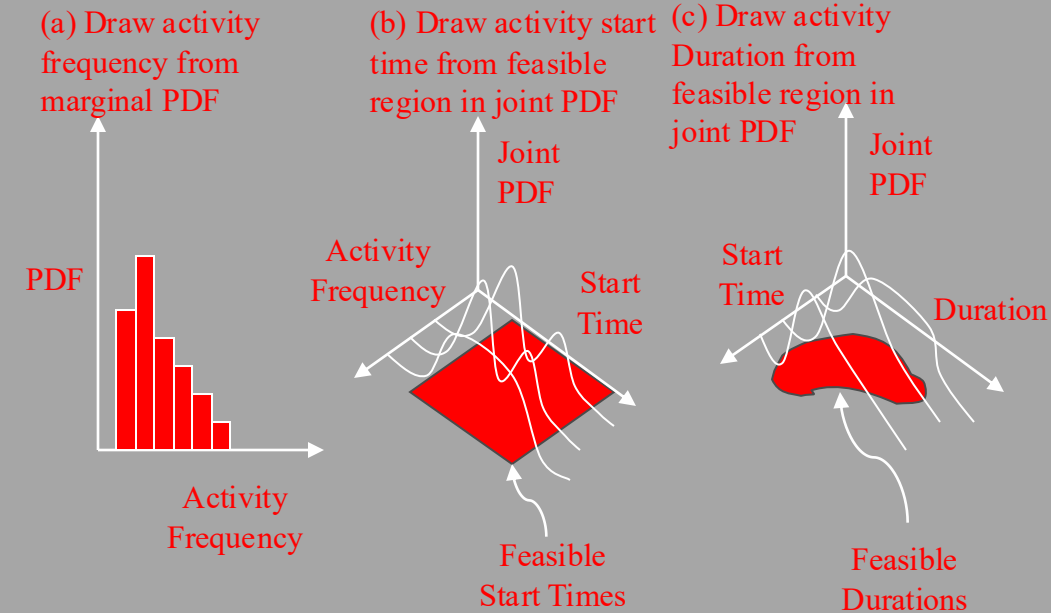 (a) Draw activity
frequency from
marginal PDF
PDF
Activity
Frequency
(b) Draw activity start
time from feasible
region in joint PDF
Joint
PDF
Activity
Frequency
Start
Time
Feasible
Start Times
(c) Draw activity
Duration from
feasible region in
joint PDF
Joint
PDF
Start
Time
Duration
Feasible
Durations